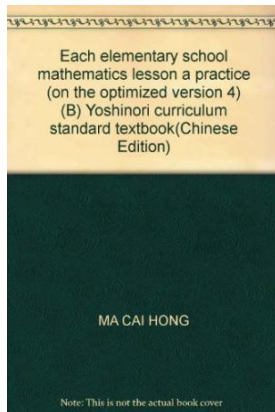 Each elementary school
mathematics lesson a practice
(on the optimized version 4)
(B) Yoshinori curriculum
standard textbook(Chinese
Edition)
MA CAI HONG
Note: This is not the actual book cover